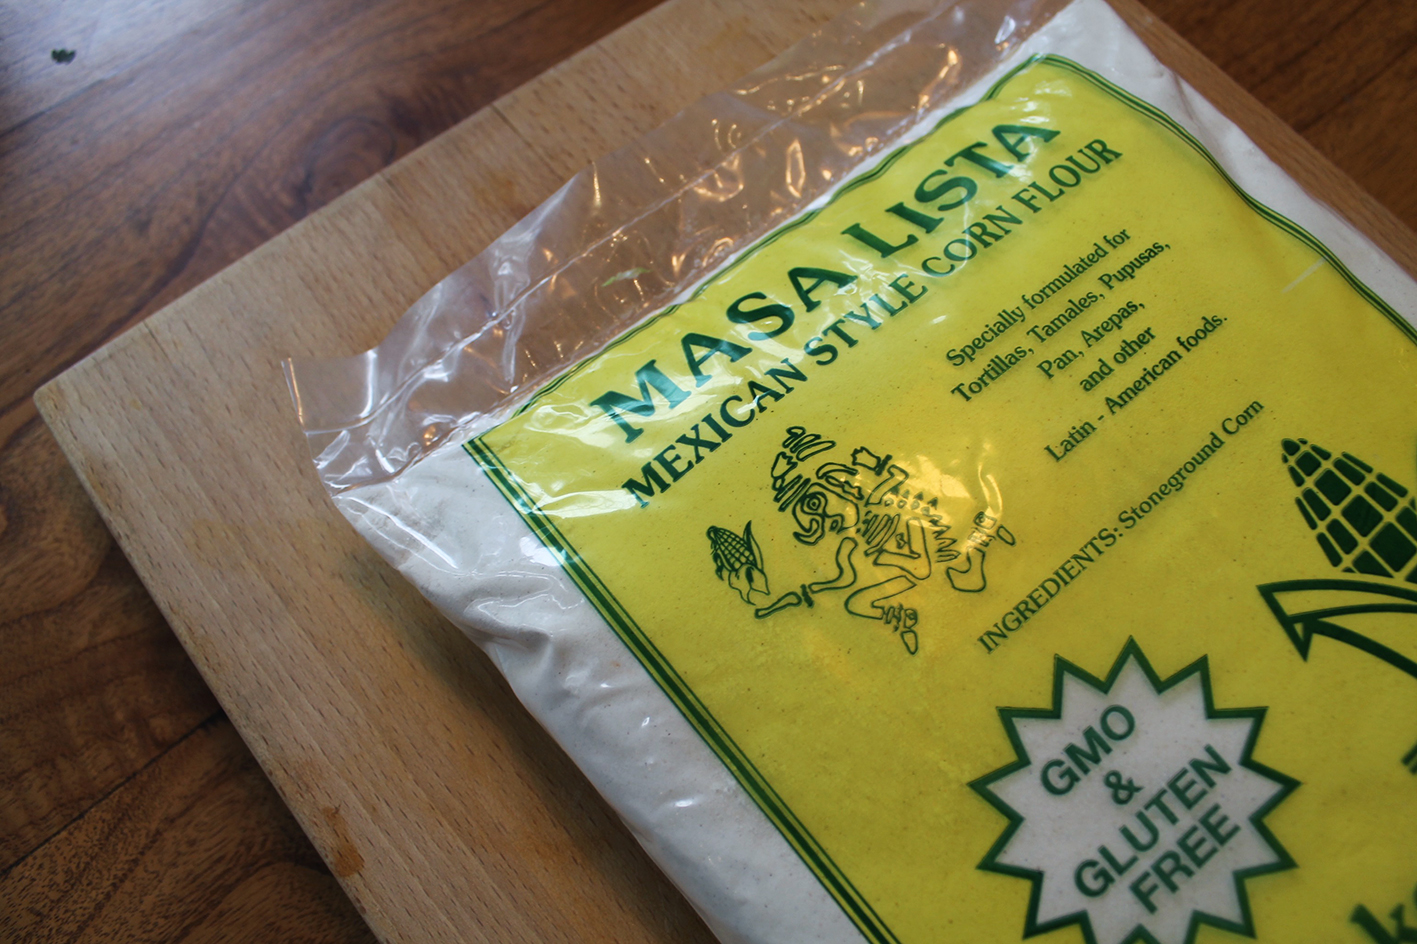 MASA LISTA
MEXICAN STYLE CORN FLOUR
Specially formulated for
Tortillas, Tamales, Pupusas,
Pan, Arepas,
and other
Latin - American foods.
INGREDIENTS: Stoneground Corn
GMO
&
GLUTEN
FREE